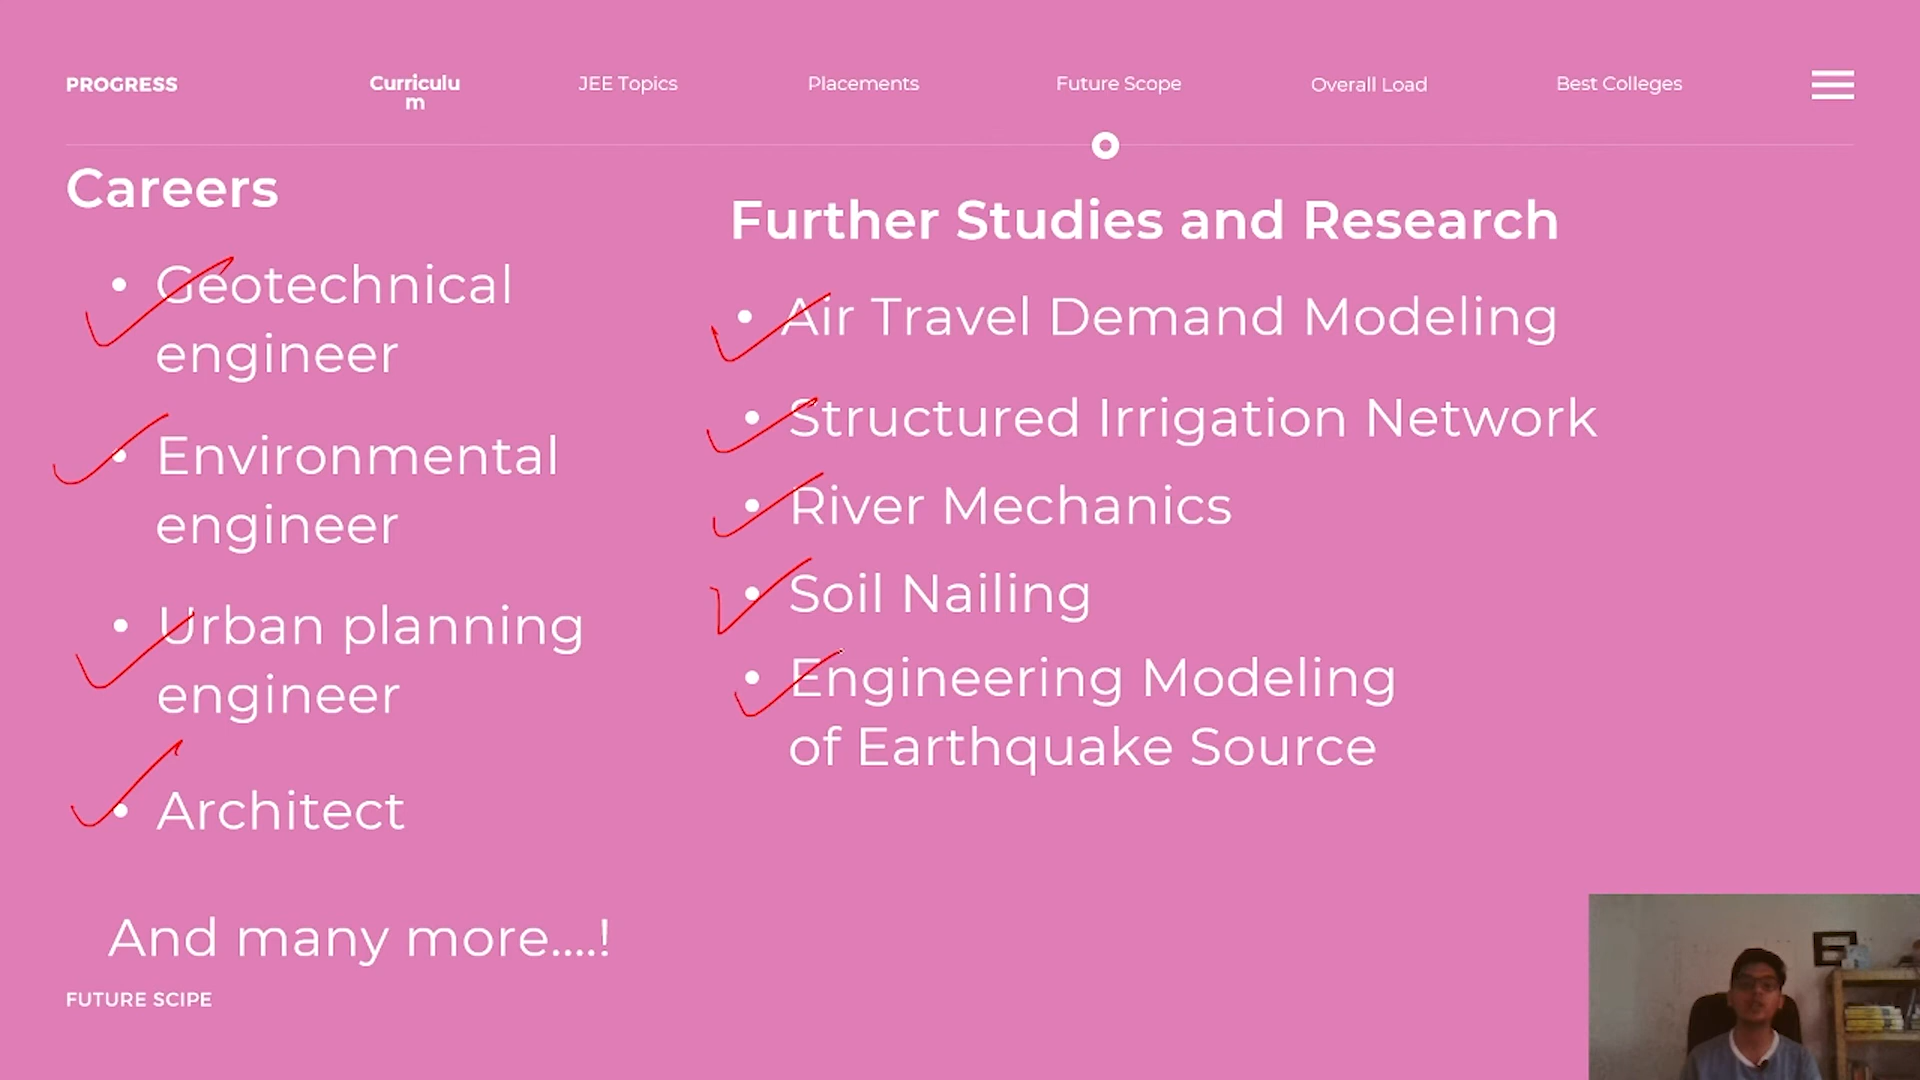 PROGRESS
Curriculu
m
JEE Topics
Placements
Future Scope
Overall Load
Best Colleges
Careers
• Geotechnical
engineer
• Environmental
engineer
• Urban planning
engineer
• Architect
And many more....!
FUTURE SCIPE
Further Studies and Research
• Air Travel Demand Modeling
• Structured Irrigation Network
• River Mechanics
• Soil Nailing
• Engineering Modeling
of Earthquake Source